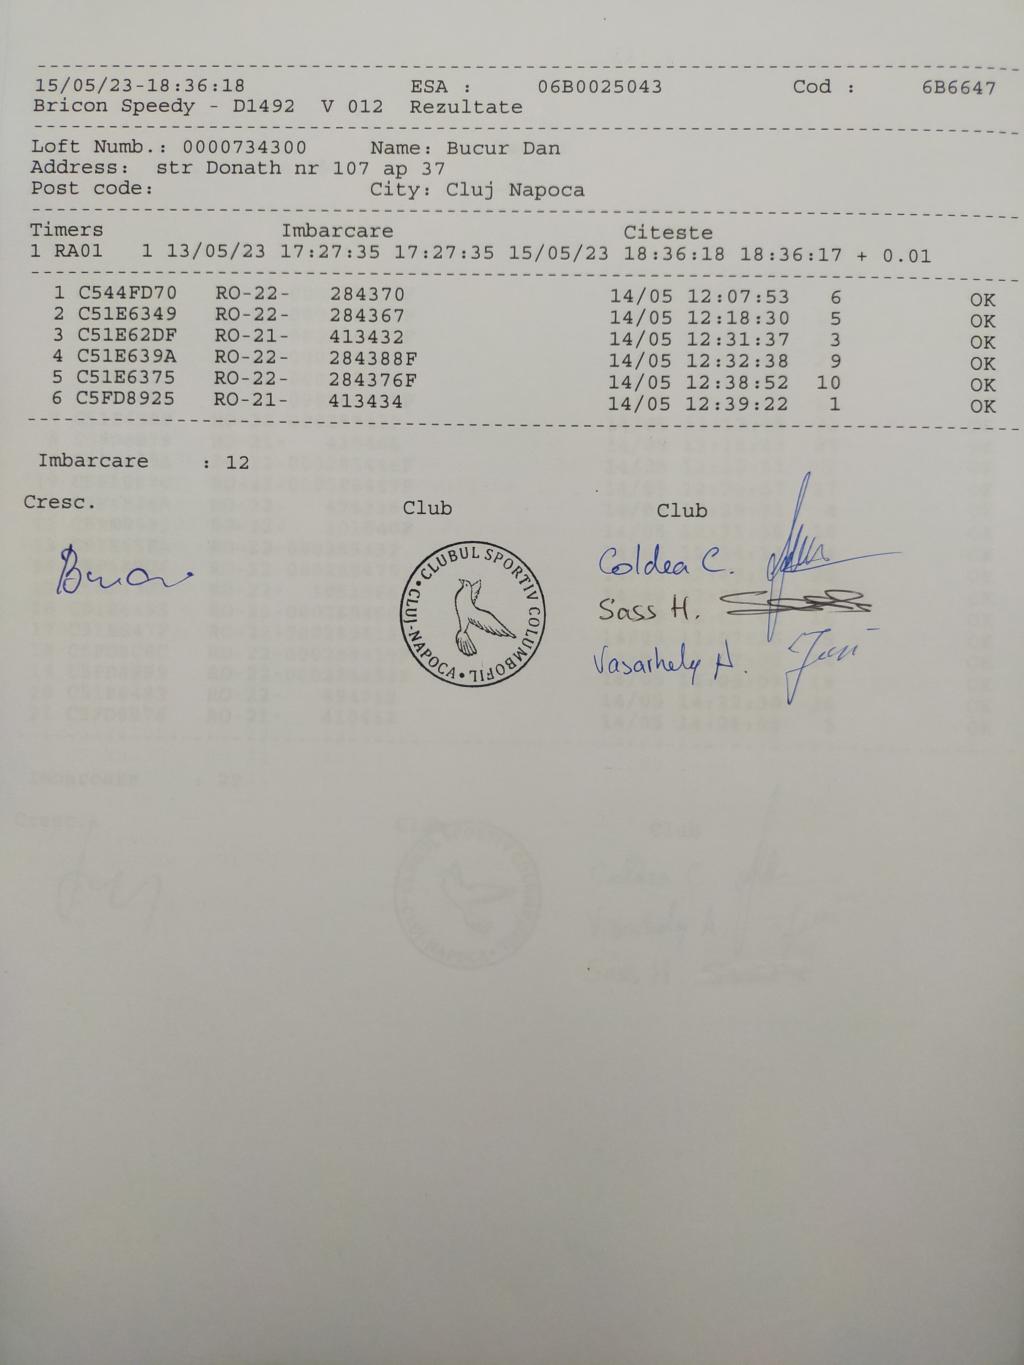 15/05/23-18:36:18 ESA : 06B0025043 Cod : 6B6647
Bricon Speedy - D1492 V 012 Rezultate
Loft Numb.: 0000734300 Name: Bucur Dan
Address: str Donath nr 107 ap 37
Post code: City: Cluj Napoca
Timers Imbarcare Citeste
1 RA01 1 13/05/23 17:27:35 17:27:35 15/05/23 18:36:18 18:36:17 + 0.01
1 C544FD70 RO-22- 284370 14/05 12:07:53 6 OK
2 C51E6349 RO-22- 284367 14/05 12:18:30 5 OK
3 C51E62DF RO-21- 413432 14/05 12:31:37 3 OK
4 C51E639A RO-22- 284388F 14/05 12:32:38 9 OK
5 C51E6375 RO-22- 284376F 14/05 12:38:52 10 OK
6 C5FD8925 RO-21- 413434 14/05 12:39:22 1 OK
Imbarcare : 12
Cresc. Club Club
CLUBUL SPORTIV COLUMBOFIL • CLUJ-NAPOCA •
Coldea C.
Sass H.
Vasarhely A.